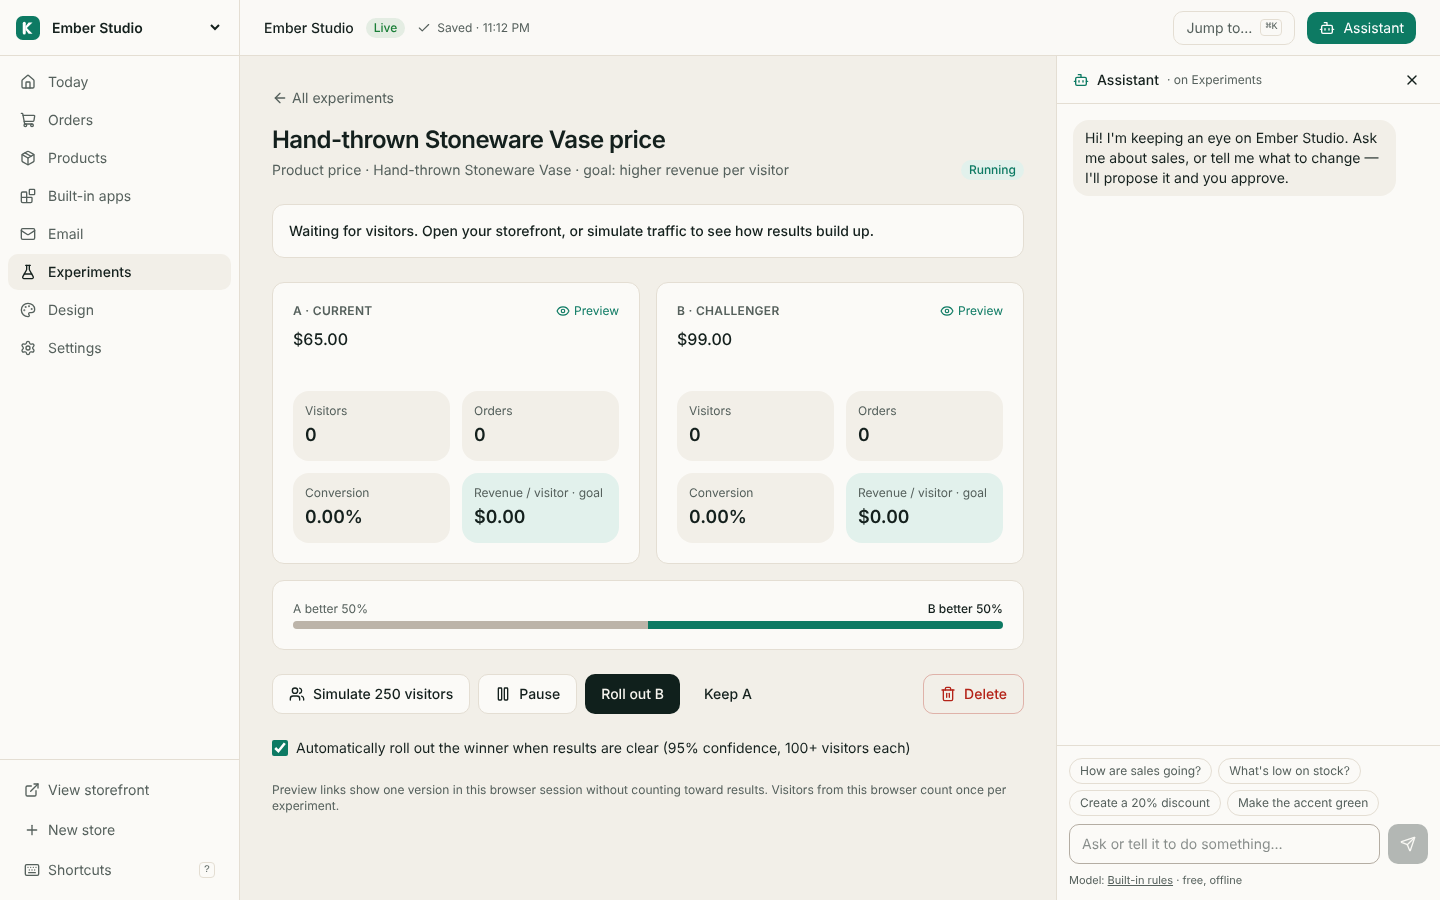 Ember Studio
Today
Orders
Products
Built-in apps
Email
Experiments
Design
Settings
View storefront
New store
Shortcuts ?
Ember Studio Live Saved · 11:12 PM
Jump to... ⌘K Assistant
All experiments
Hand-thrown Stoneware Vase price
Product price · Hand-thrown Stoneware Vase · goal: higher revenue per visitor
Running
Waiting for visitors. Open your storefront, or simulate traffic to see how results build up.
A · CURRENT Preview
$65.00
Visitors
0
Orders
0
Conversion
0.00%
Revenue / visitor · goal
$0.00
B · CHALLENGER Preview
$99.00
Visitors
0
Orders
0
Conversion
0.00%
Revenue / visitor · goal
$0.00
A better 50% B better 50%
Simulate 250 visitors Pause Roll out B Keep A Delete
Automatically roll out the winner when results are clear (95% confidence, 100+ visitors each)
Preview links show one version in this browser session without counting toward results. Visitors from this browser count once per
experiment.
Assistant · on Experiments
Hi! I'm keeping an eye on Ember Studio. Ask
me about sales, or tell me what to change —
I'll propose it and you approve.
How are sales going? What's low on stock?
Create a 20% discount Make the accent green
Ask or tell it to do something...
Model: Built-in rules · free, offline